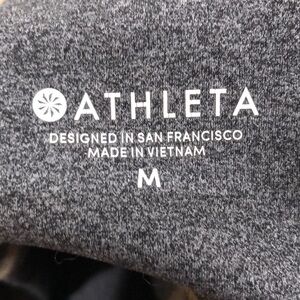 ATHLETA
DESIGNED IN SAN FRANCISCO
MADE IN VIETNAM
M